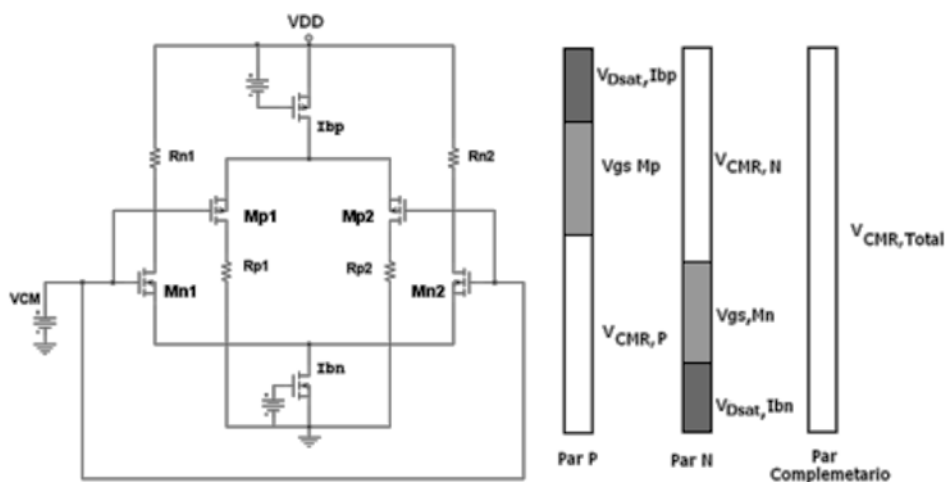 VDD
Ibp
Rn1
Rn2
Mp1
Mp2
Rp1
Rp2
Mn1
Mn2
VCM
Ibn
VDsat,Ibp
Vgs Mp
VCMR,P
Par P
VCMR,N
Vgs,Mn
VDsat,Ibn
Par N
VCMR,Total
Par
Complemetario